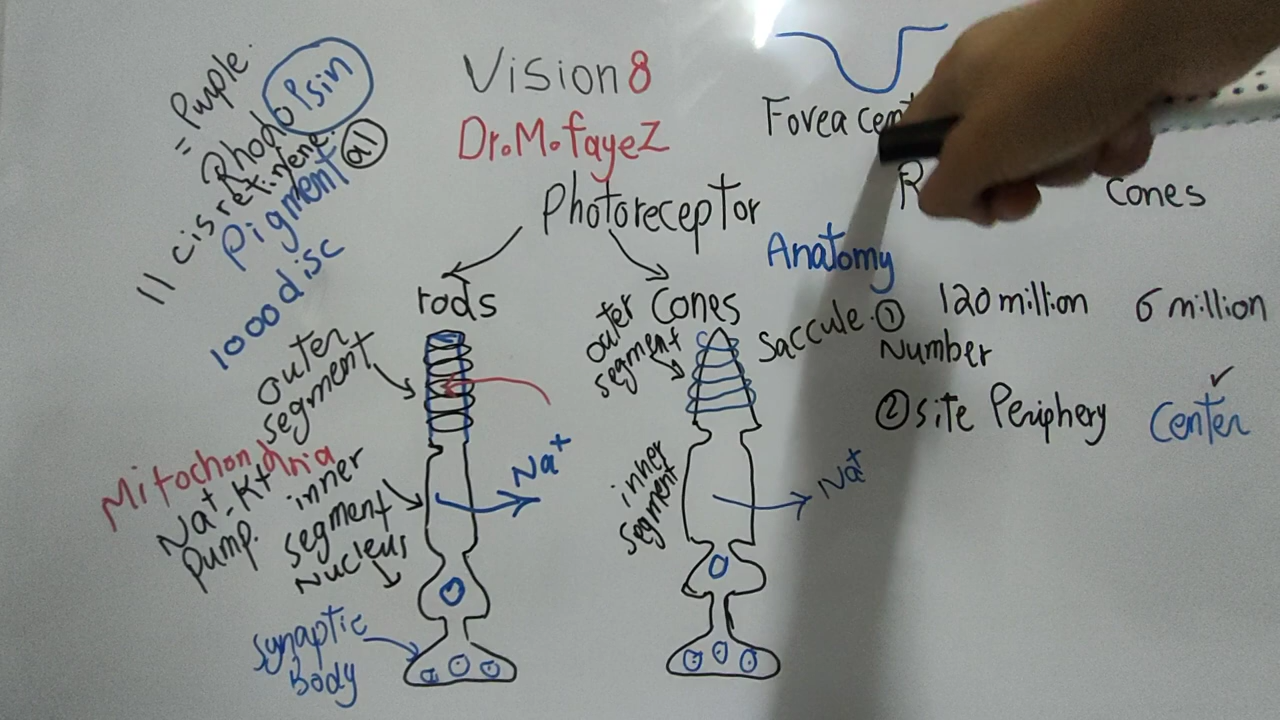 Vision 8
Dr.M.fayez
Photoreceptor
rods
Cones
= Purple.
Rhodopsin
11 cis retinene. al
Pigment
1000 disc
outer
segment
Mitochondria
Na+-K+
Pump.
inner
segment
Nucleus
synaptic
body
Na+
outer
segment
Saccule.
inner
segment
Na+
Fovea cen
R
Cones
Anatomy
① 120 million 6 million
Number
② site Periphery Center